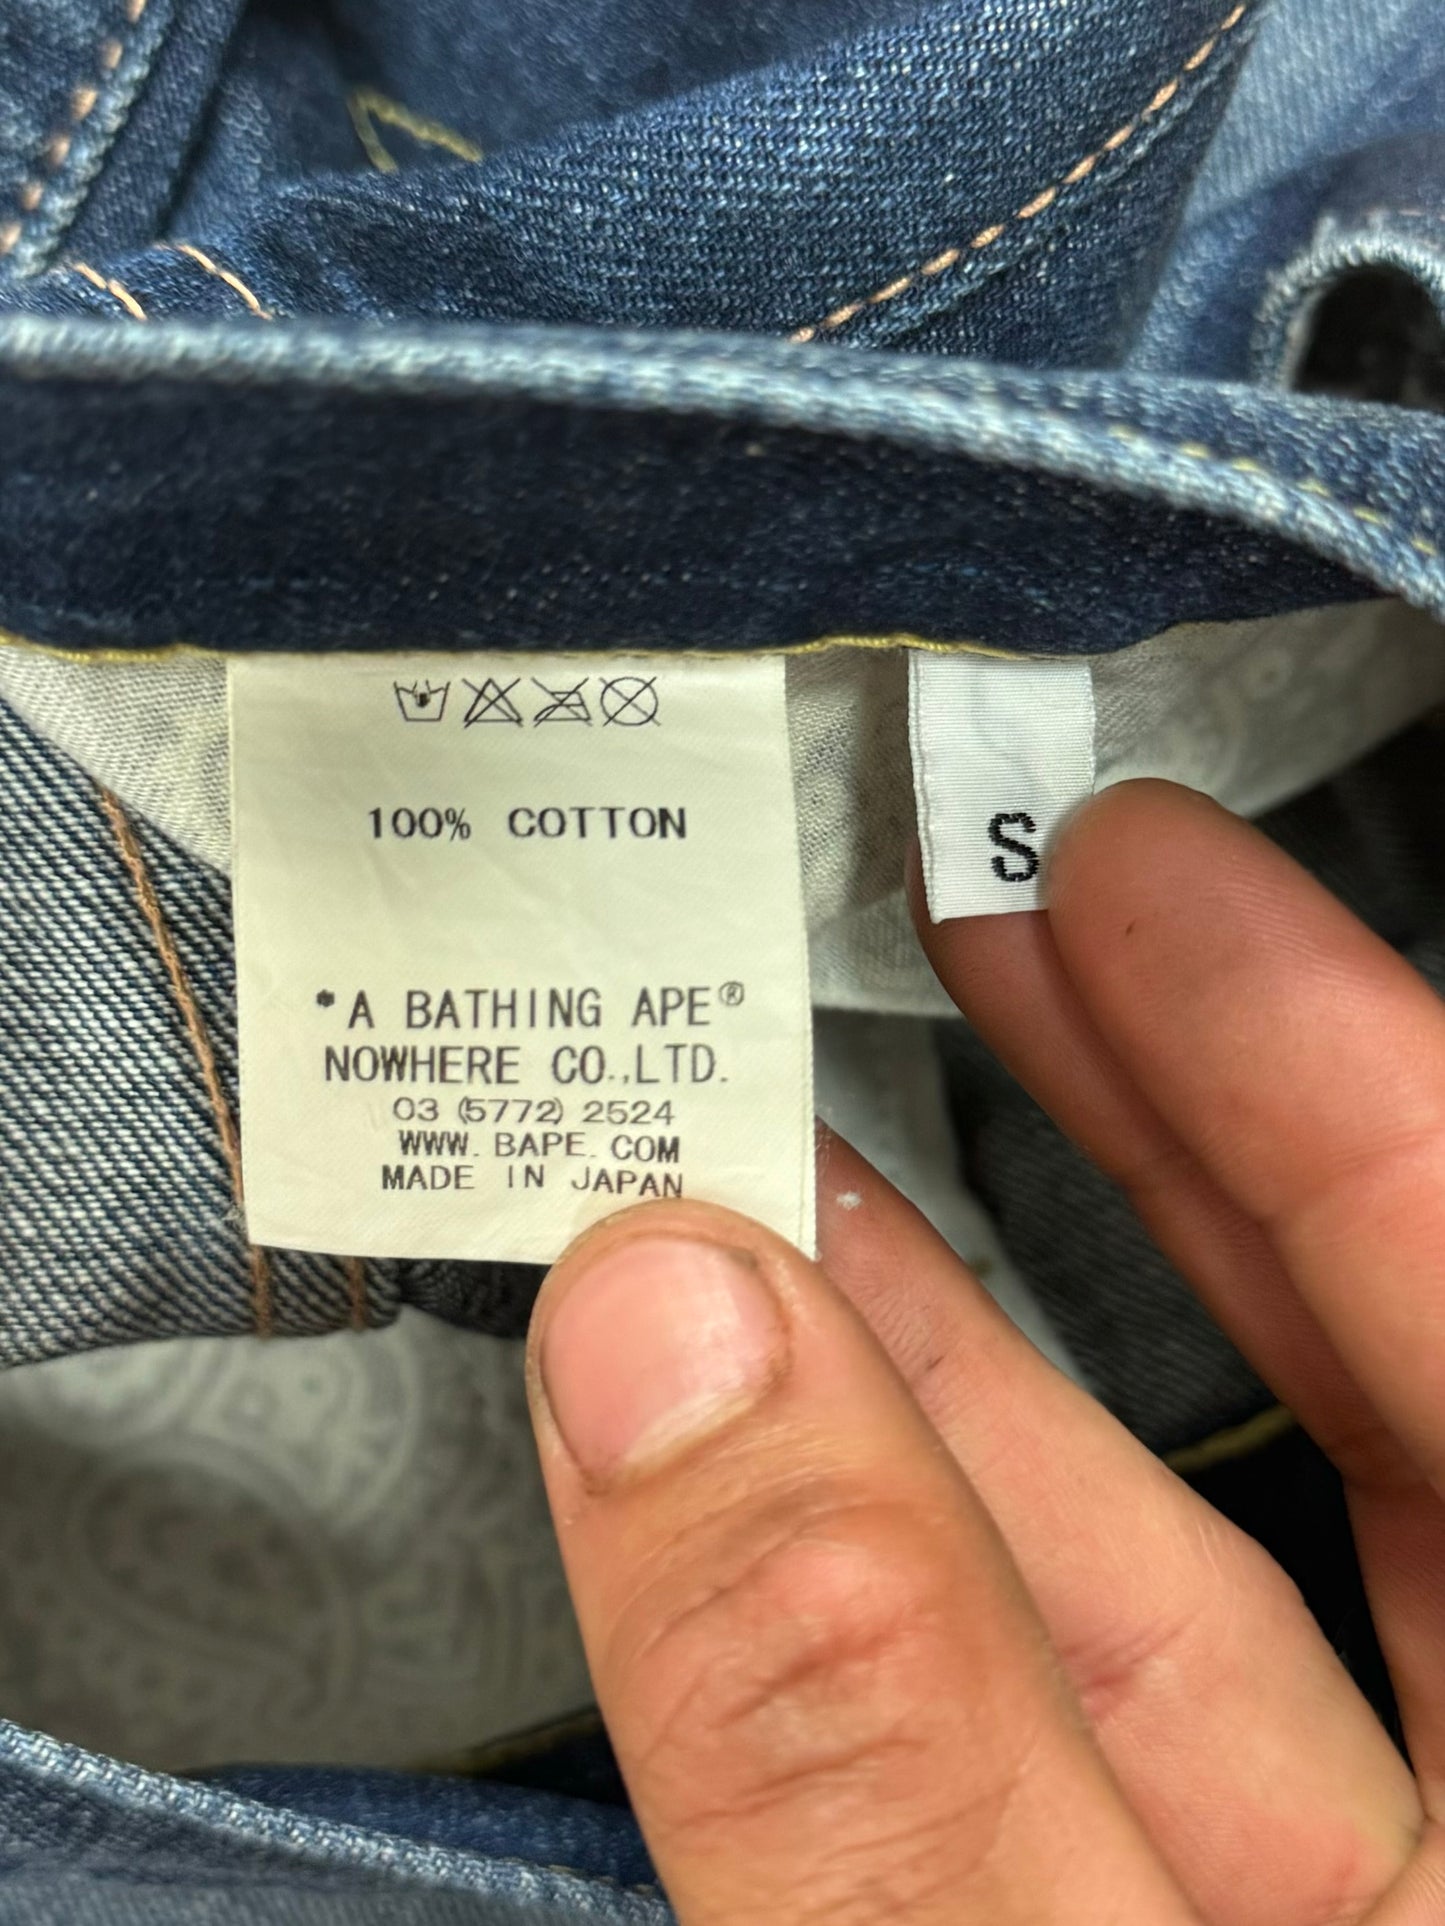 100% COTTON
S
*A BATHING APE®
NOWHERE CO.,LTD.
03 (5772) 2524
WWW.BAPE.COM
MADE IN JAPAN